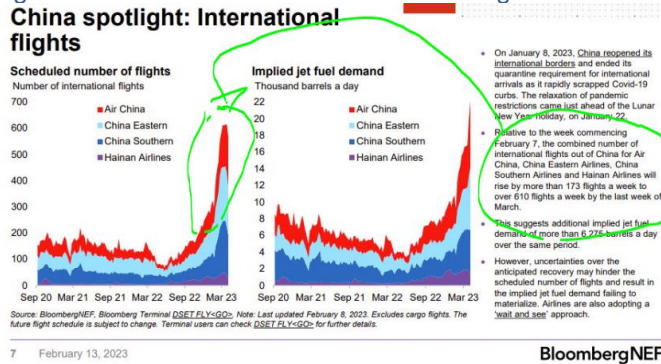 China spotlight: International
flights
Scheduled number of flights
Number of international flights
700
600
500
400
300
200
100
0
Air China
China Eastern
China Southern
Hainan Airlines
Sep 20 Mar 21 Sep 21 Mar 22 Sep 22 Mar 23
Implied jet fuel demand
Thousand barrels a day
22
20
18
16
14
12
10
8
6
4
2
0
Air China
China Eastern
China Southern
Hainan Airlines
Sep 20 Mar 21 Sep 21 Mar 22 Sep 22 Mar 23
• On January 8, 2023, China reopened its
international borders and ended its
quarantine requirement for international
arrivals as it rapidly scrapped Covid-19
curbs. The relaxation of pandemic
restrictions came just ahead of the Lunar
New Year holiday, on January 22.
• Relative to the week commencing
February 7, the combined number of
international flights out of China for Air
China, China Eastern Airlines, China
Southern Airlines and Hainan Airlines will
rise by more than 173 flights a week to
over 610 flights a week by the last week of
March.
• This suggests additional implied jet fuel
demand of more than 6,275 barrels a day
over the same period.
• However, uncertainties over the
anticipated recovery may hinder the
scheduled number of flights and result in
the implied jet fuel demand failing to
materialize. Airlines are also adopting a
'wait and see' approach.
Source: BloombergNEF, Bloomberg Terminal DSET FLY<GO>. Note: Last updated February 8, 2023. Excludes cargo flights. The
future flight schedule is subject to change. Terminal users can check DSET FLY<GO> for further details.
7 February 13, 2023
BloombergNEF